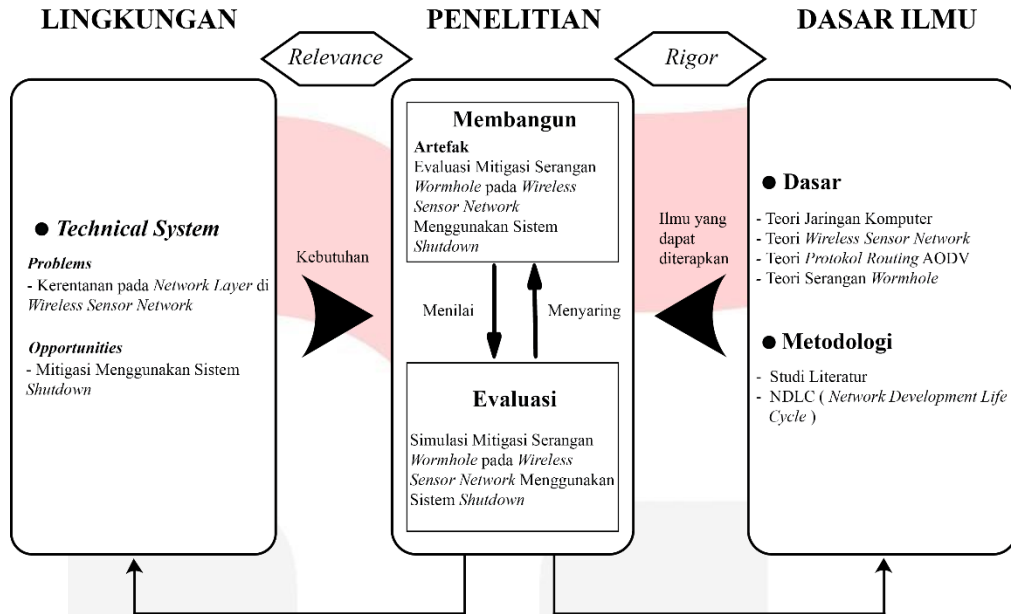 LINGKUNGAN
PENELITIAN
DASAR ILMU
Relevance
Rigor
● Technical System
Problems
- Kerentanan pada Network Layer di
Wireless Sensor Network
Opportunities
- Mitigasi Menggunakan Sistem
Shutdown
Kebutuhan
Membangun
Artefak
Evaluasi Mitigasi Serangan
Wormhole pada Wireless
Sensor Network
Menggunakan Sistem
Shutdown
Menilai
Menyaring
Evaluasi
Simulasi Mitigasi Serangan
Wormhole pada Wireless
Sensor Network Menggunakan
Sistem Shutdown
Ilmu yang
dapat
diterapkan
● Dasar
- Teori Jaringan Komputer
- Teori Wireless Sensor Network
- Teori Protokol Routing AODV
- Teori Serangan Wormhole
● Metodologi
- Studi Literatur
- NDLC ( Network Development Life
Cycle )